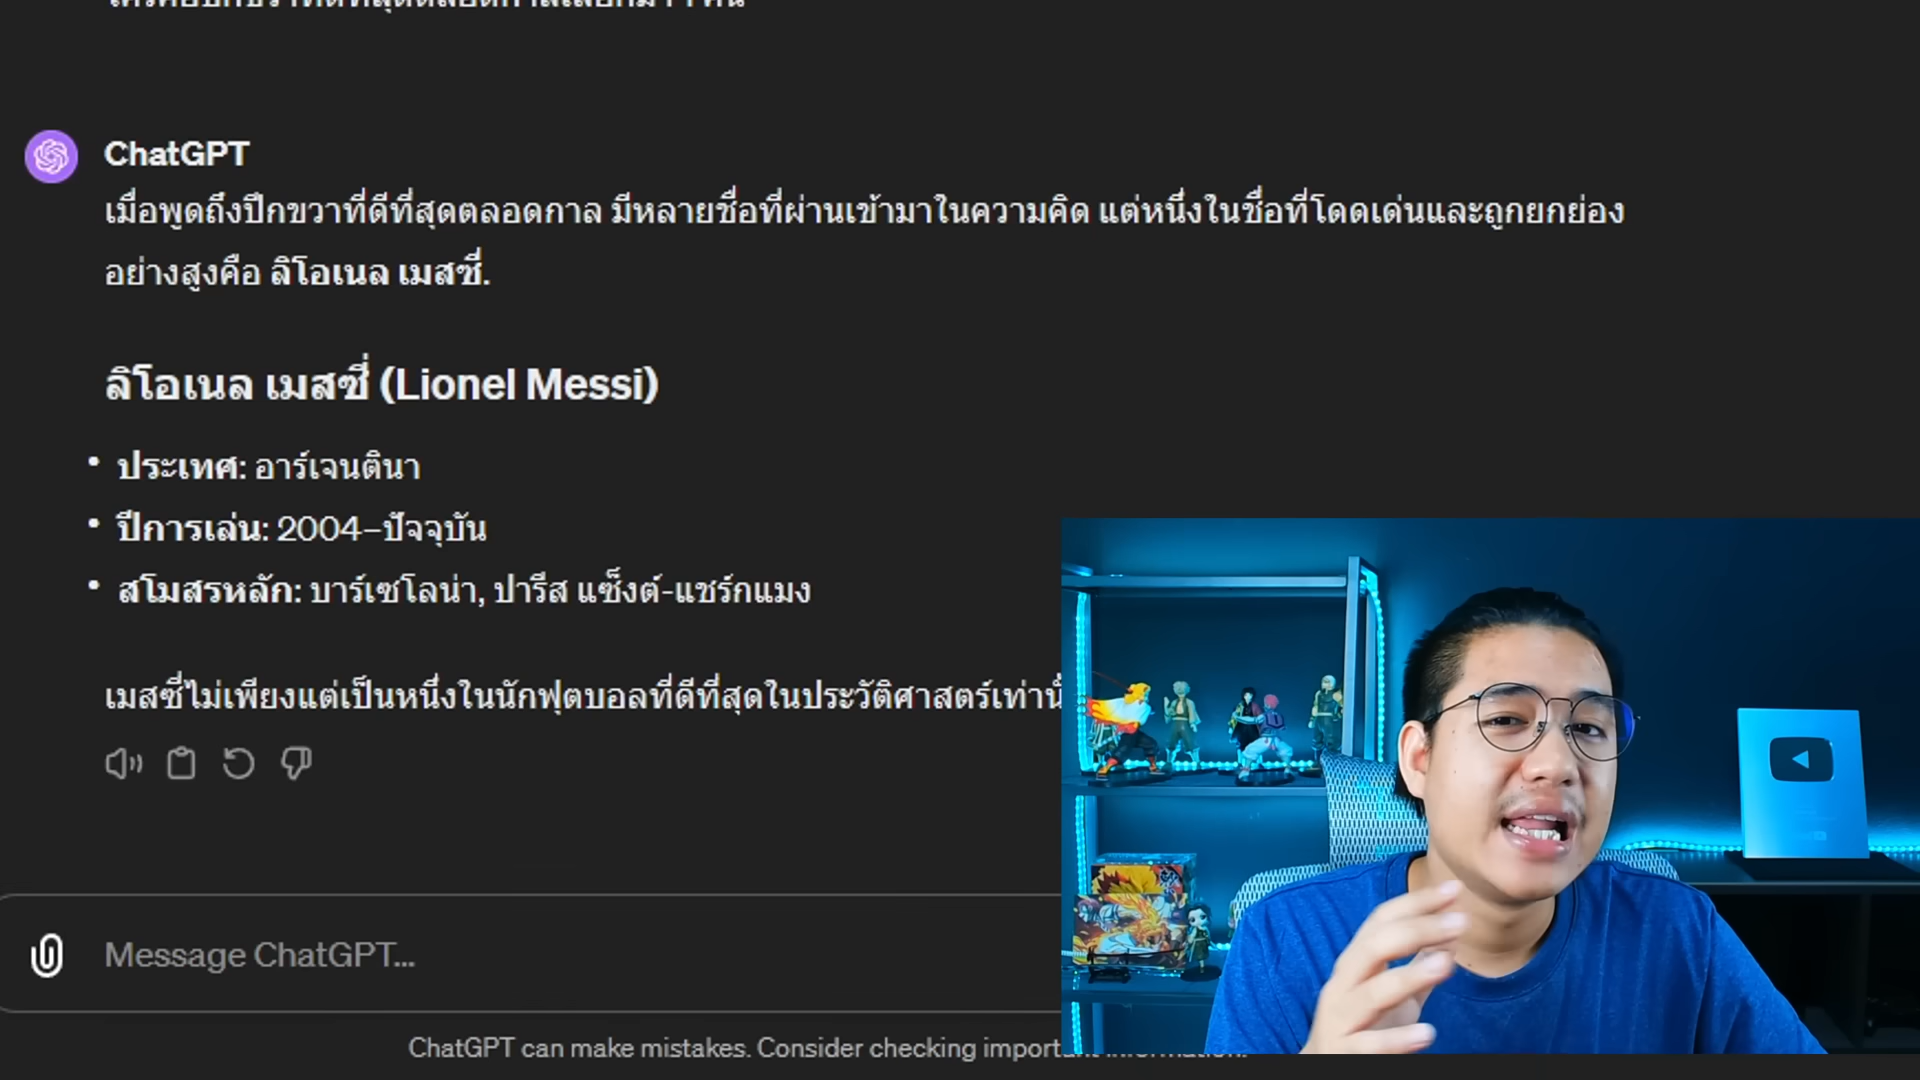 ChatGPT
เมื่อพูดถึงปีกขวาที่ดีที่สุดตลอดกาล มีหลายชื่อที่ผ่านเข้ามาในความคิด แต่หนึ่งในชื่อที่โดดเด่นและถูกยกย่อง
อย่างสูงคือ ลิโอเนล เมสซี่.
ลิโอเนล เมสซี่ (Lionel Messi)
• ประเทศ: อาร์เจนตินา
• ปีการเล่น: 2004–ปัจจุบัน
• สโมสรหลัก: บาร์เซโลน่า, ปารีส แซ็งต์-แชร์กแมง
เมสซี่ไม่เพียงแต่เป็นหนึ่งในนักฟุตบอลที่ดีที่สุดในประวัติศาสตร์
Message ChatGPT...
ChatGPT can make mistakes. Consider checking